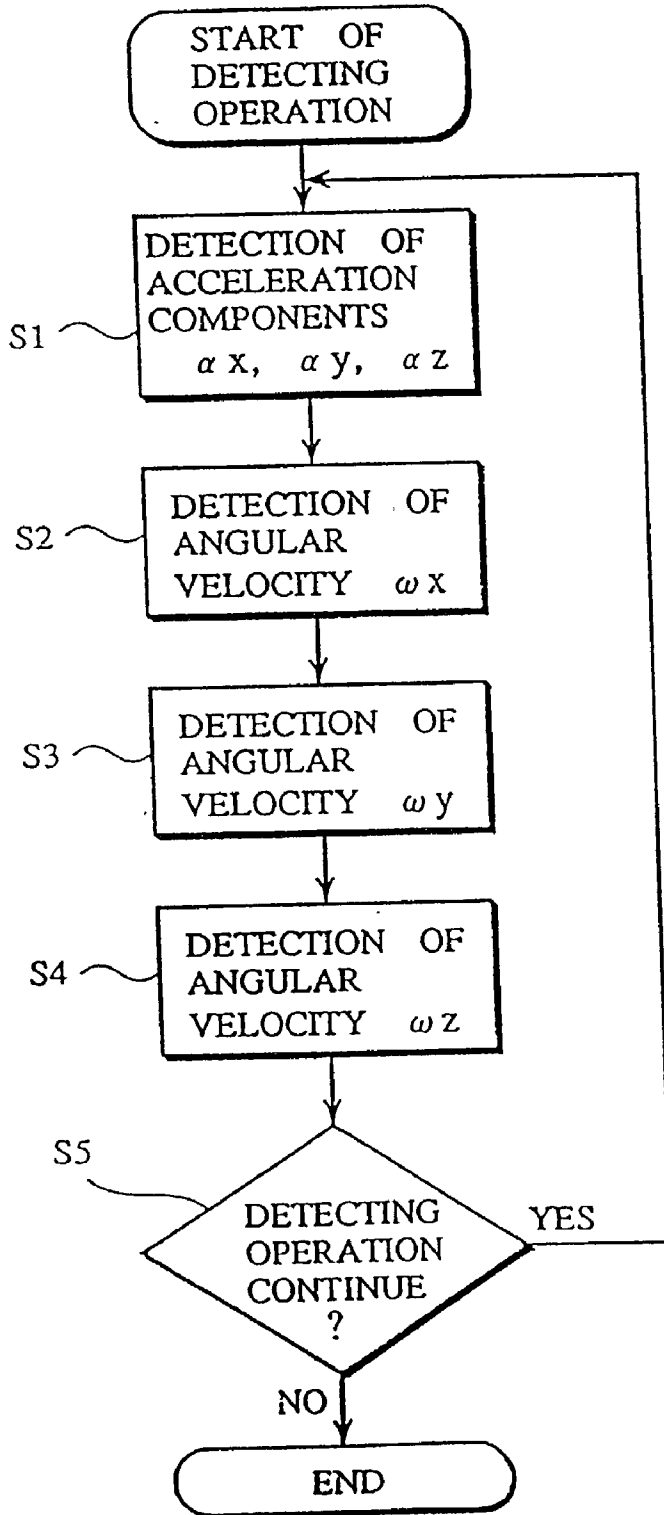 START OF
DETECTING
OPERATION
DETECTION OF
ACCELERATION
COMPONENTS
α x, α y, α z
S1
DETECTION OF
ANGULAR
VELOCITY ω x
S2
DETECTION OF
ANGULAR
VELOCITY ω y
S3
DETECTION OF
ANGULAR
VELOCITY ω z
S4
S5
DETECTING
OPERATION
CONTINUE
?
YES
NO
END